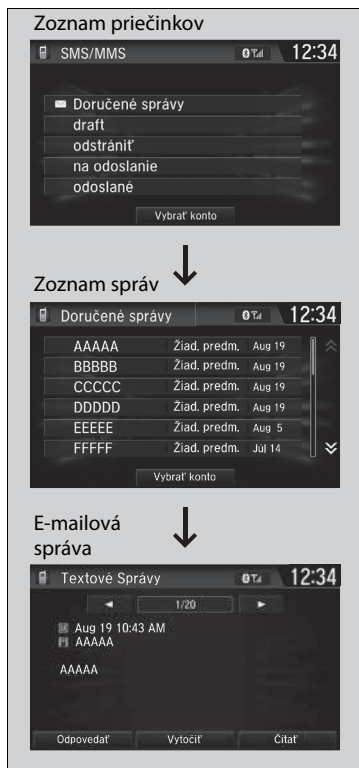 Zoznam priečinkov
SMS/MMS 12:34
Doručené správy
draft
odstrániť
na odoslanie
odoslané
Vybrať konto
Zoznam správ
Doručené správy 12:34
AAAAA Žiad. predm. Aug 19
BBBBB Žiad. predm. Aug 19
CCCCC Žiad. predm. Aug 19
DDDDD Žiad. predm. Aug 19
EEEEE Žiad. predm. Aug 5
FFFFF Žiad. predm. Júl 14
Vybrať konto
E-mailová
správa
Textové Správy 12:34
1/20
Aug 19 10:43 AM
AAAAA
AAAAA
Odpovedať Vytočiť Čítať